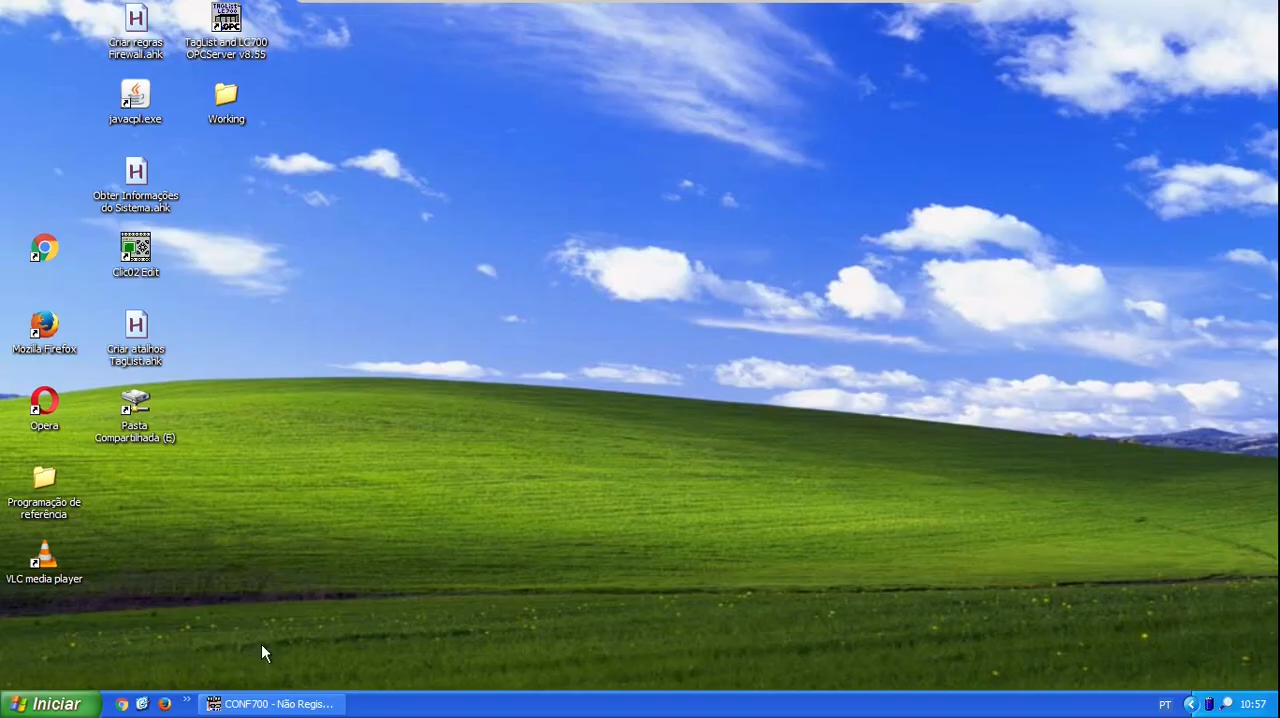 Criar regras
Firewall.ahk
TagList and LC700
OPCServer v8.55
javacpl.exe
Working
Obter Informações
do Sistema.ahk
Clic02 Edit
Mozilla Firefox
Criar atalhos
TagList.ahk
Opera
Pasta
Compartilhada (E)
Programação de
referência
VLC media player
Iniciar
CONF700 - Não Regis...
PT
10:57